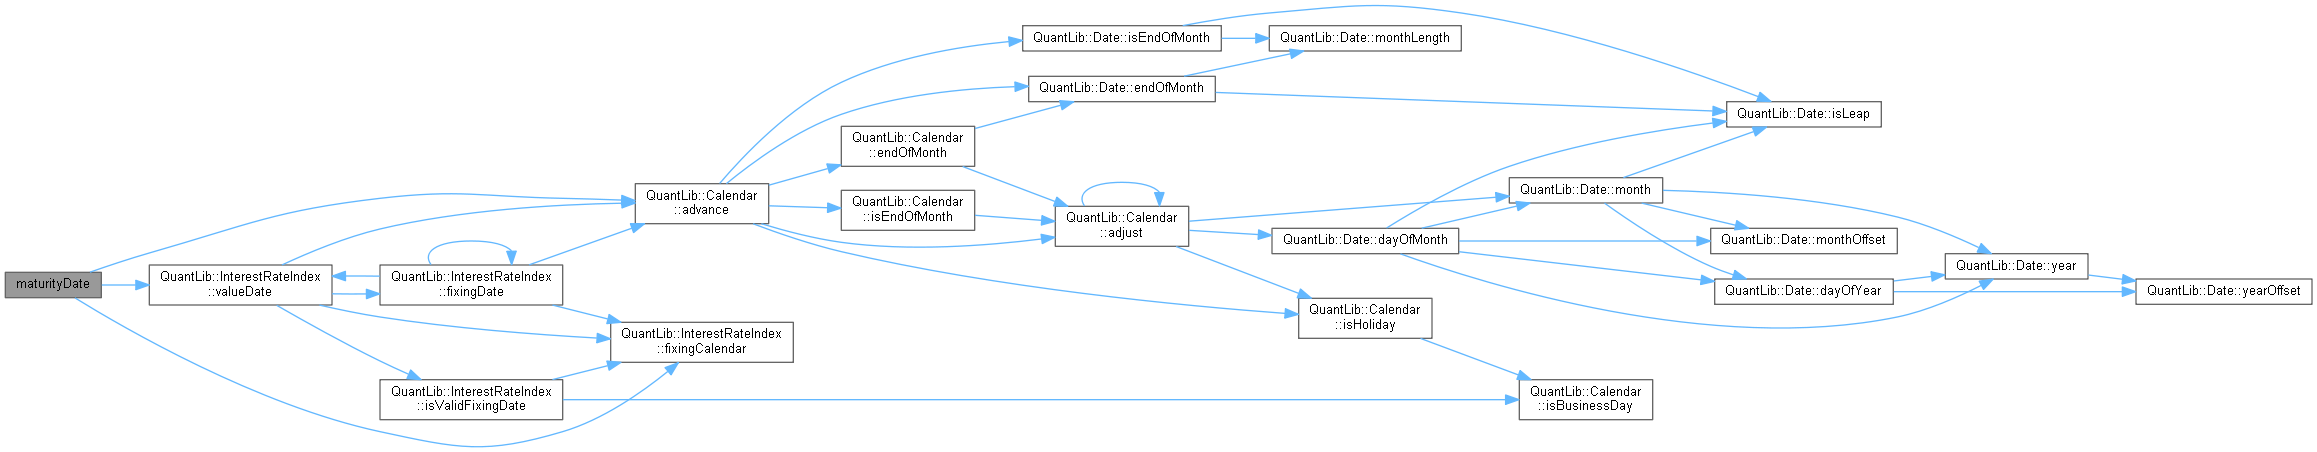 maturityDate
QuantLib::InterestRateIndex
::valueDate
QuantLib::InterestRateIndex
::fixingDate
QuantLib::InterestRateIndex
::isValidFixingDate
QuantLib::InterestRateIndex
::fixingCalendar
QuantLib::Calendar
::advance
QuantLib::Calendar
::endOfMonth
QuantLib::Calendar
::isEndOfMonth
QuantLib::Date::isEndOfMonth
QuantLib::Date::endOfMonth
QuantLib::Calendar
::adjust
QuantLib::Date::monthLength
QuantLib::Date::dayOfMonth
QuantLib::Calendar
::isHoliday
QuantLib::Date::month
QuantLib::Calendar
::isBusinessDay
QuantLib::Date::isLeap
QuantLib::Date::monthOffset
QuantLib::Date::dayOfYear
QuantLib::Date::year
QuantLib::Date::yearOffset